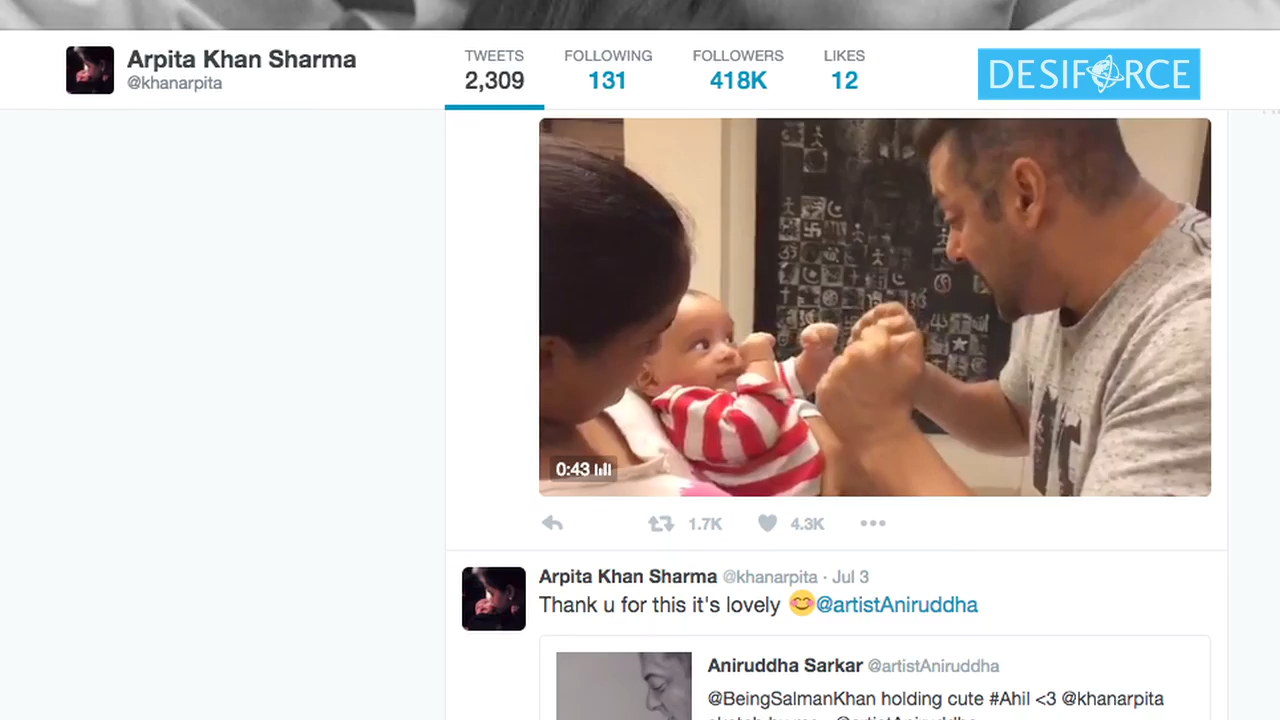 Arpita Khan Sharma
@khanarpita
TWEETS FOLLOWING FOLLOWERS LIKES
2,309 131 418K 12
DESIFORCE
0:43
1.7K 4.3K
Arpita Khan Sharma @khanarpita · Jul 3
Thank u for this it's lovely 😊@artistAniruddha
Aniruddha Sarkar @artistAniruddha
@BeingSalmanKhan holding cute #Ahil <3 @khanarpita